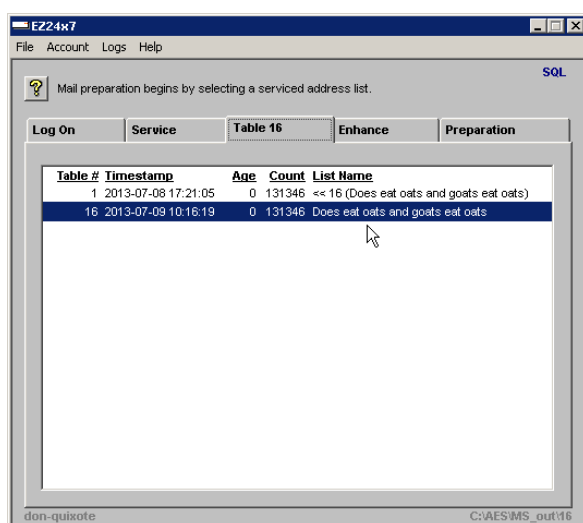 EZ24x7
File Account Logs Help
SQL
Mail preparation begins by selecting a serviced address list.
Log On Service Table 16 Enhance Preparation
Table # Timestamp Age Count List Name
1 2013-07-08 17:21:05 0 131346 << 16 (Does eat oats and goats eat oats)
16 2013-07-09 10:16:19 0 131346 Does eat oats and goats eat oats
don-quixote C:\AES\MS_out\16